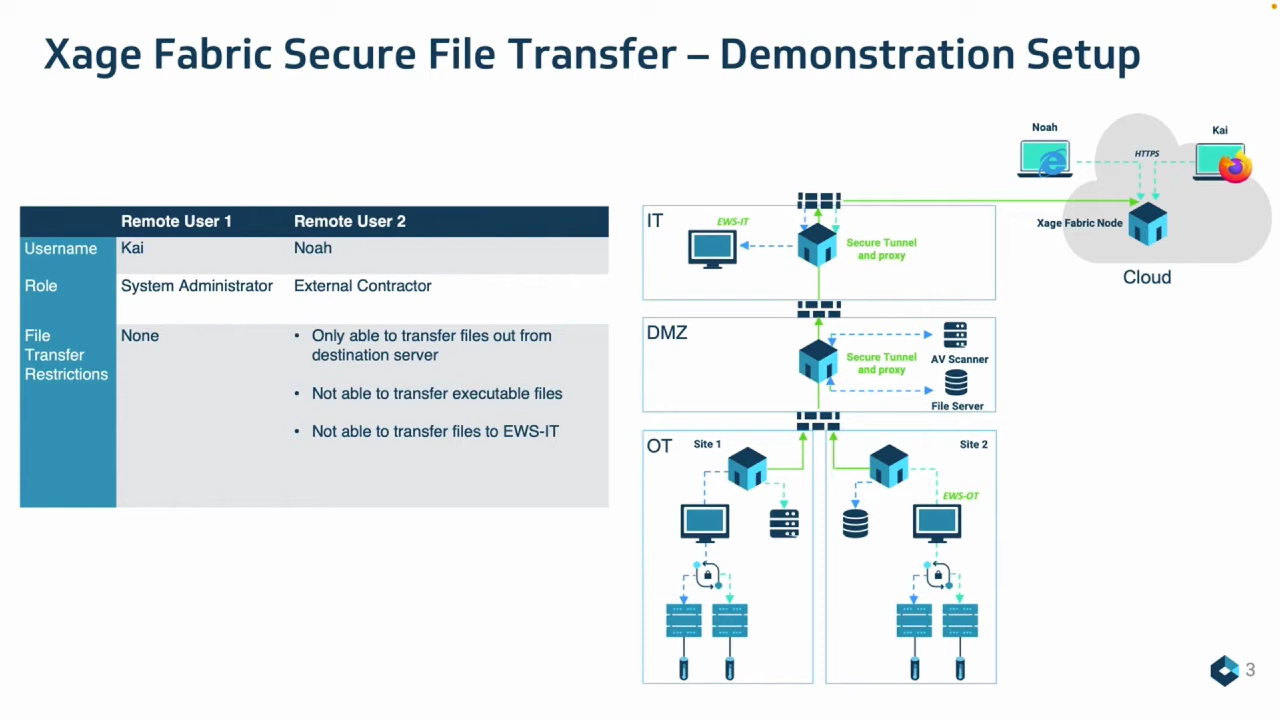 Xage Fabric Secure File Transfer – Demonstration Setup
Remote User 1 Remote User 2
Username Kai Noah
Role System Administrator External Contractor
File Transfer Restrictions
None
• Only able to transfer files out from
destination server
• Not able to transfer executable files
• Not able to transfer files to EWS-IT
Noah
Kai
HTTPS
Xage Fabric Node
Cloud
IT
EWS-IT
Secure Tunnel
and proxy
DMZ
Secure Tunnel
and proxy
AV Scanner
File Server
OT
Site 1
Site 2
EWS-OT
3